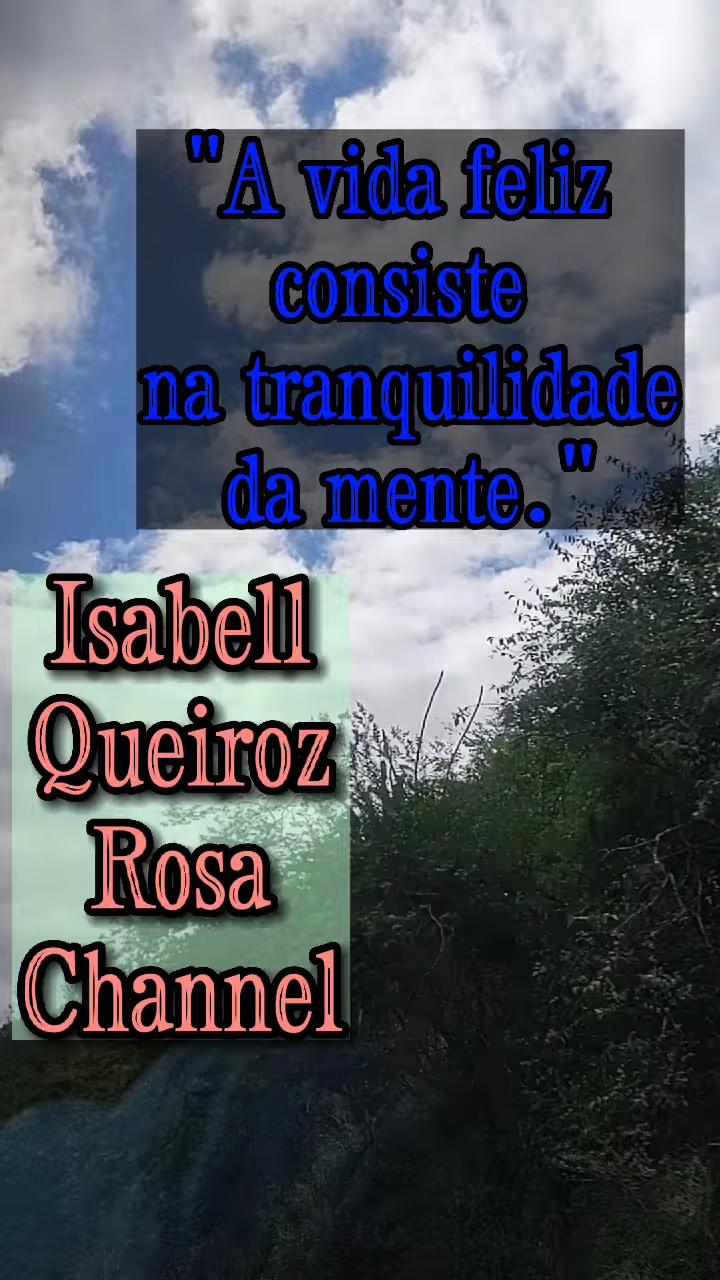 "A vida feliz
consiste
na tranquilidade
da mente."
Isabell
Queiroz
Rosa
Channel